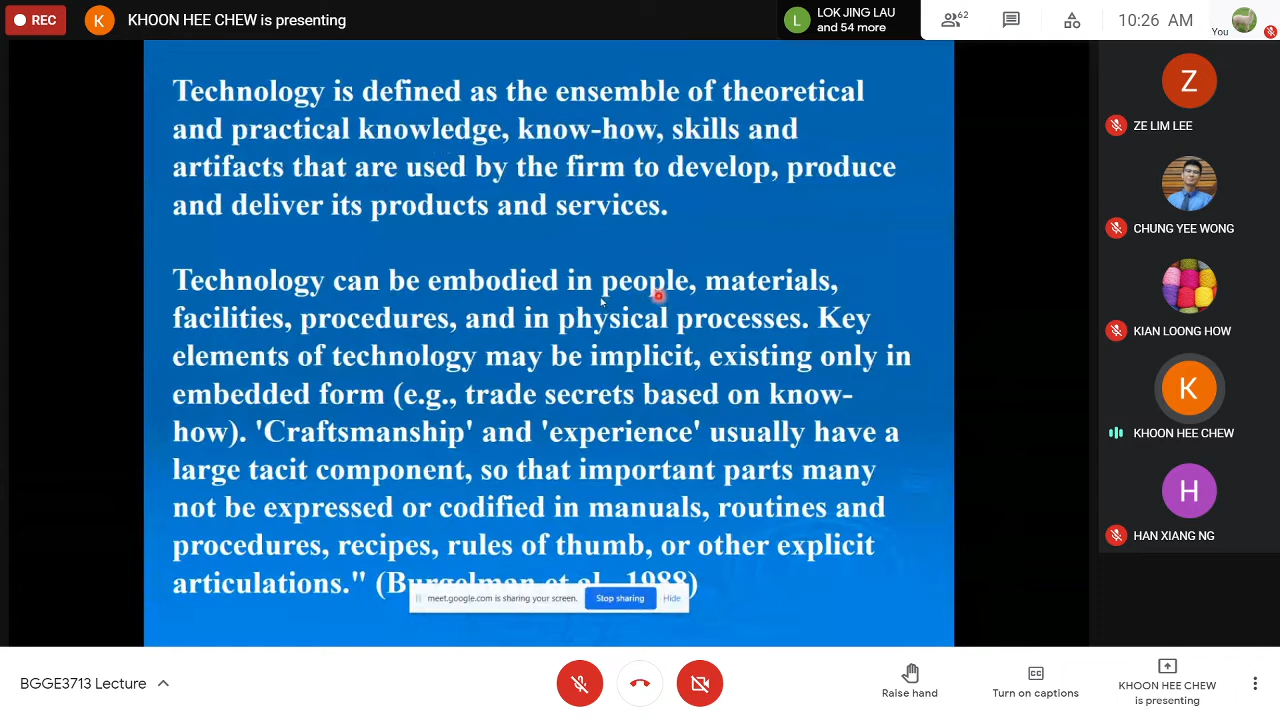 REC
K
KHOON HEE CHEW is presenting
L
LOK JING LAU
and 54 more
62
10:26 AM
You
Technology is defined as the ensemble of theoretical
and practical knowledge, know-how, skills and
artifacts that are used by the firm to develop, produce
and deliver its products and services.
Technology can be embodied in people, materials,
facilities, procedures, and in physical processes. Key
elements of technology may be implicit, existing only in
embedded form (e.g., trade secrets based on know-
how). 'Craftsmanship' and 'experience' usually have a
large tacit component, so that important parts many
not be expressed or codified in manuals, routines and
procedures, recipes, rules of thumb, or other explicit
articulations." (Burgelman et al., 1988)
meet.google.com is sharing your screen.
Stop sharing
Hide
Z
ZE LIM LEE
CHUNG YEE WONG
KIAN LOONG HOW
K
KHOON HEE CHEW
H
HAN XIANG NG
BGGE3713 Lecture
Raise hand
CC
Turn on captions
KHOON HEE CHEW
is presenting